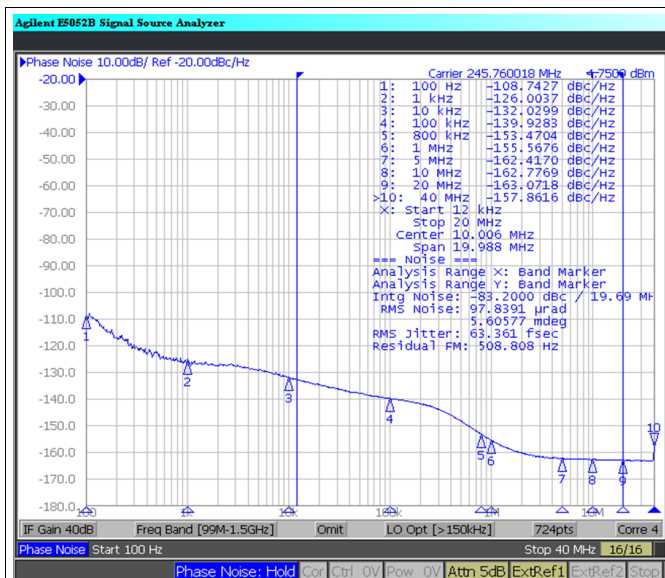 Agilent E5052B Signal Source Analyzer
Phase Noise 10.00dB/ Ref -20.00dBc/Hz
Carrier 245.760018 MHz 4.7509 dBm
1: 100 Hz -108.7427 dBc/Hz
2: 1 kHz -126.0037 dBc/Hz
3: 10 kHz -132.0299 dBc/Hz
4: 100 kHz -139.9283 dBc/Hz
5: 800 kHz -153.4704 dBc/Hz
6: 1 MHz -155.5676 dBc/Hz
7: 5 MHz -162.4170 dBc/Hz
8: 10 MHz -162.7769 dBc/Hz
9: 20 MHz -163.0718 dBc/Hz
>10: 40 MHz -157.8616 dBc/Hz
X: Start 12 kHz
Stop 20 MHz
Center 10.006 MHz
Span 19.988 MHz
=== Noise ===
Analysis Range X: Band Marker
Analysis Range Y: Band Marker
Intg Noise: -83.2000 dBc / 19.69 MH
RMS Noise: 97.8391 µrad
5.60577 mdeg
RMS Jitter: 63.361 fsec
Residual FM: 508.808 Hz
-20.00
-30.00
-40.00
-50.00
-60.00
-70.00
-80.00
-90.00
-100.0
-110.0
-120.0
-130.0
-140.0
-150.0
-160.0
-170.0
-180.0
1
2
3
4
5
6
7
8
9
10
100 1k 10k 100k 1M 10M
IF Gain 40dB Freq Band [99M-1.5GHz] Omit LO Opt [>150kHz] 724pts Corre 4
Phase Noise Start 100 Hz Stop 40 MHz 16/16
Phase Noise: Hold Cor Ctrl 0V Pow 0V Attn 5dB ExtRef1 ExtRef2 Stop